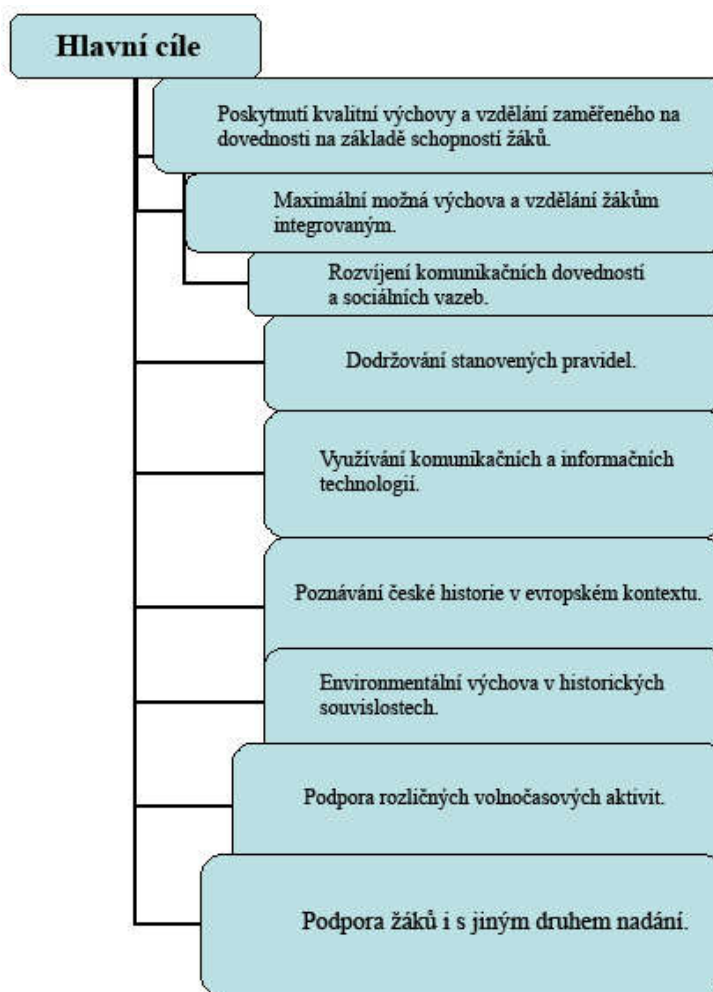 Hlavní cíle
Poskytnutí kvalitní výchovy a vzdělání zaměřeného na
dovednosti na základě schopností žáků.
Maximální možná výchova a vzdělání žákům
integrovaným.
Rozvíjení komunikačních dovedností
a sociálních vazeb.
Dodržování stanovených pravidel.
Využívání komunikačních a informačních
technologií.
Poznávání české historie v evropském kontextu.
Environmentální výchova v historických
souvislostech.
Podpora rozličných volnočasových aktivit.
Podpora žáků i s jiným druhem nadání.